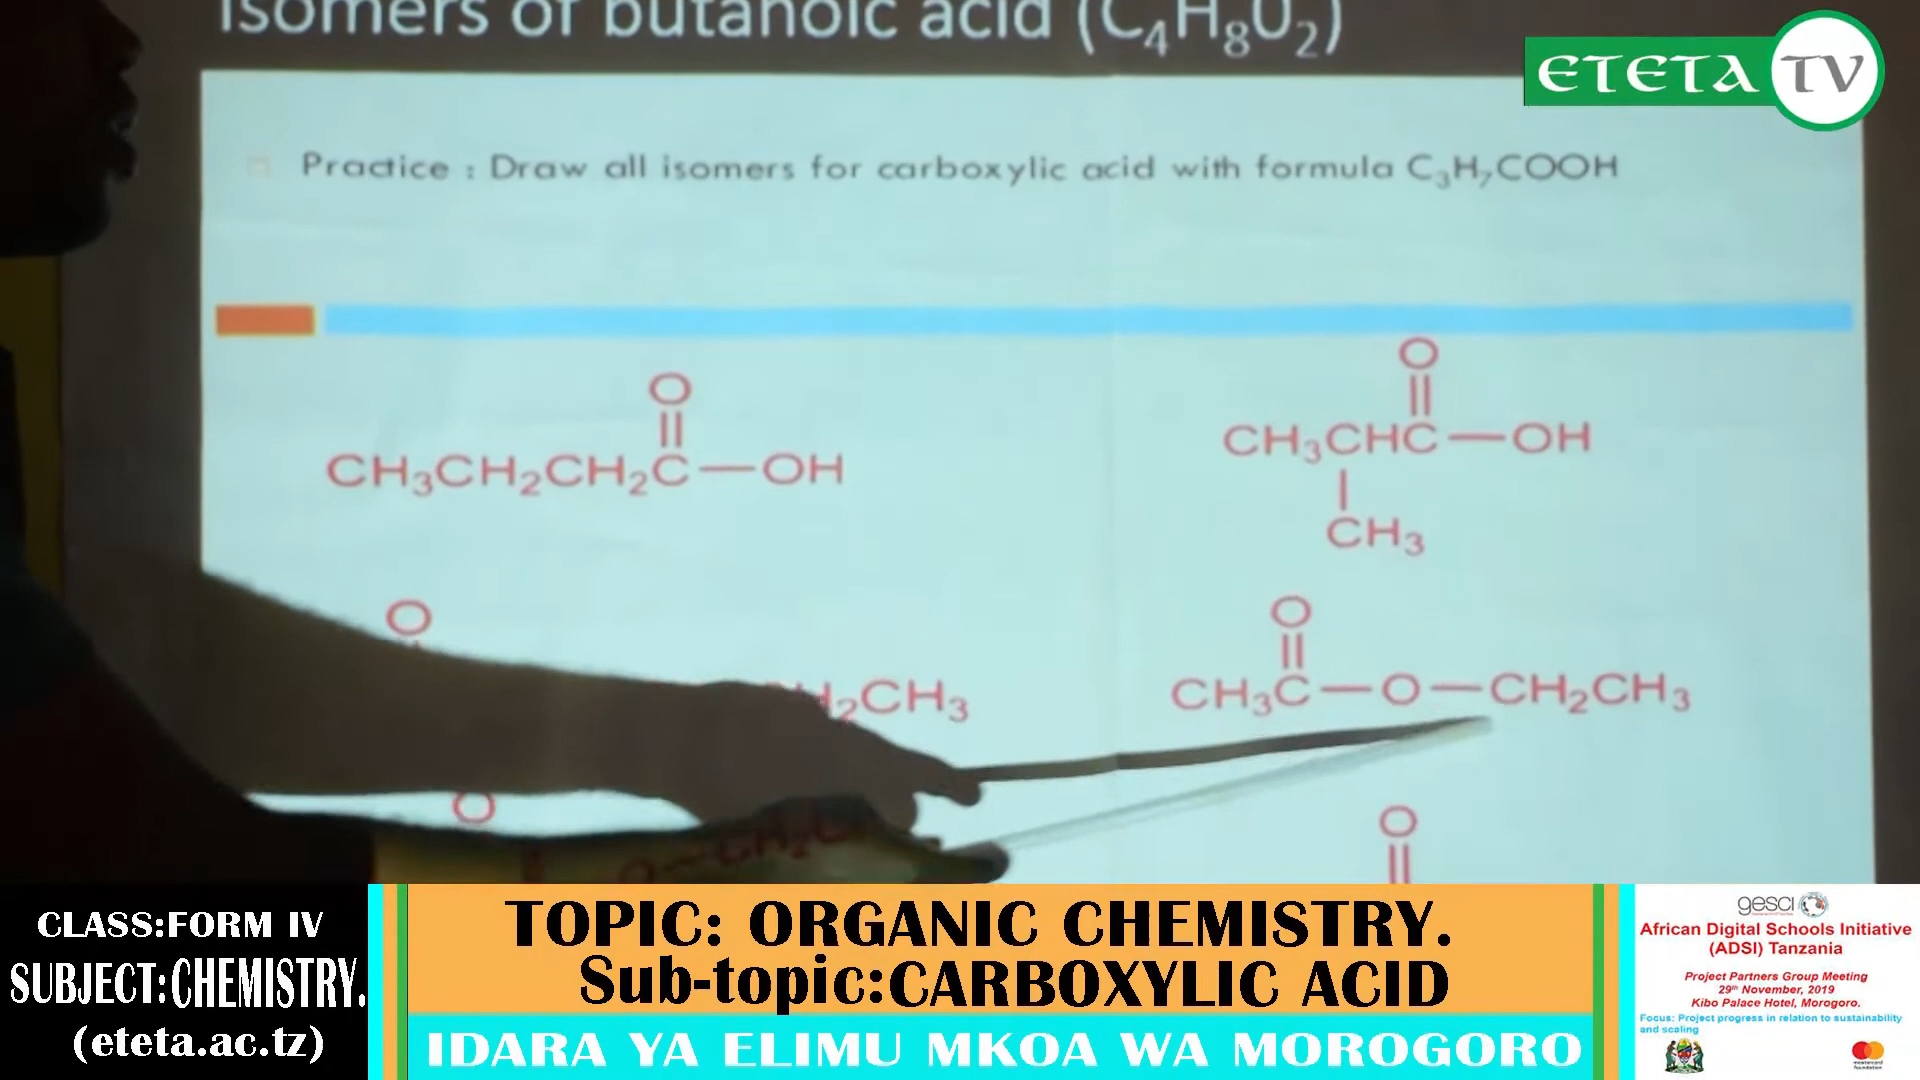 Isomers of butanoic acid (C₄H₈O₂)
ETETA TV
Practice : Draw all isomers for carboxylic acid with formula C₃H₇COOH
O
CH₃CH₂CH₂C—OH
O
CH₃CHC—OH
CH₃
O
H₂CH₃
O
CH₃C—O—CH₂CH₃
O
O
CLASS:FORM IV
SUBJECT:CHEMISTRY.
(eteta.ac.tz)
TOPIC: ORGANIC CHEMISTRY.
Sub-topic:CARBOXYLIC ACID
IDARA YA ELIMU MKOA WA MOROGORO
gesci
African Digital Schools Initiative
(ADSI) Tanzania
Project Partners Group Meeting
29th November, 2019
Kibo Palace Hotel, Morogoro.
Focus: Project progress in relation to sustainability
and scaling
mastercard
foundation